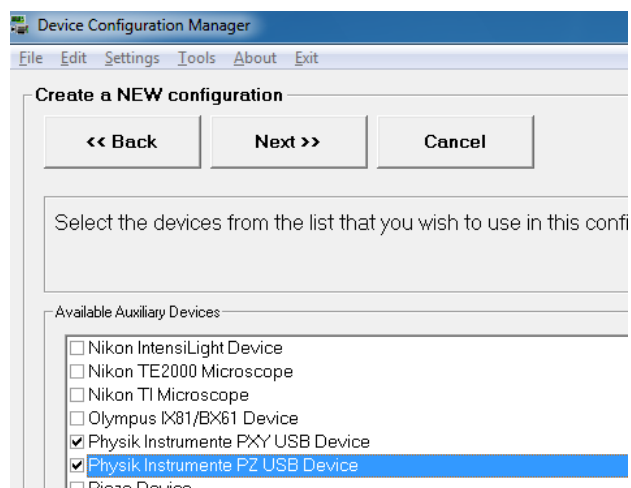 Device Configuration Manager
File Edit Settings Tools About Exit
Create a NEW configuration
<< Back Next >> Cancel
Select the devices from the list that you wish to use in this confi
Available Auxiliary Devices
Nikon IntensiLight Device
Nikon TE2000 Microscope
Nikon TI Microscope
Olympus IX81/BX61 Device
Physik Instrumente PXY USB Device
Physik Instrumente PZ USB Device
Piezo Device